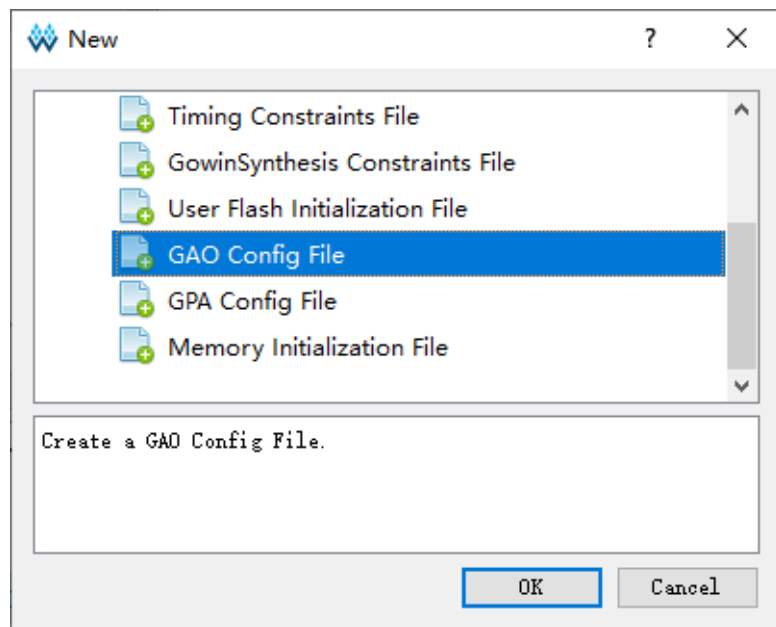 New
Timing Constraints File
GowinSynthesis Constraints File
User Flash Initialization File
GAO Config File
GPA Config File
Memory Initialization File
Create a GAO Config File.
OK Cancel